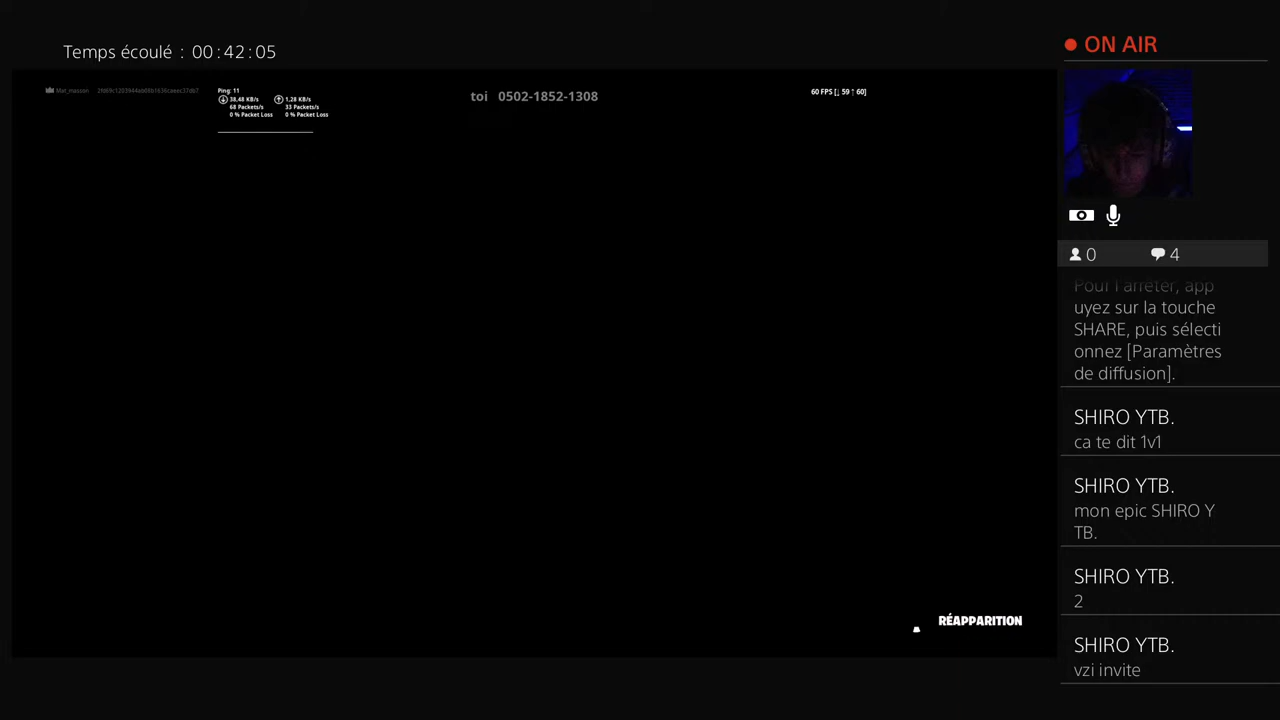 Temps écoulé : 00:42:05
ON AIR
Mat_masson
Ping: 11
38,48 KB/s 1,28 KB/s
68 Packets/s 33 Packets/s
0 % Packet Loss 0 % Packet Loss
toi 0502-1852-1308
60 FPS [↓ 59 ↑ 60]
0 4
Pour l'arrêter, app
uyez sur la touche
SHARE, puis sélecti
onnez [Paramètres
de diffusion].
SHIRO YTB.
ca te dit 1v1
SHIRO YTB.
mon epic SHIRO Y
TB.
SHIRO YTB.
2
SHIRO YTB.
vzi invite
RÉAPPARITION